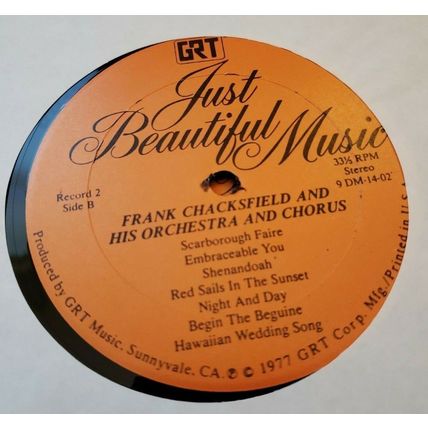 GRT
Just
Beautiful Music
33⅓ RPM
Stereo
9 DM-14-02
Record 2
Side B
FRANK CHACKSFIELD AND
HIS ORCHESTRA AND CHORUS
Scarborough Faire
Embraceable You
Shenandoah
Red Sails In The Sunset
Night And Day
Begin The Beguine
Hawaiian Wedding Song
Produced by GRT Music, Sunnyvale, CA. ℗ © 1977 GRT Corp. Mfg./Printed in U.S.A.